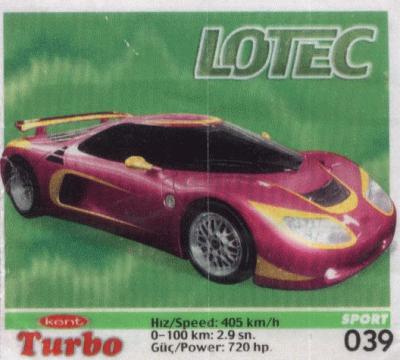 LOTEC
kent
Turbo
Hız/Speed: 405 km/h
0-100 km: 2.9 sn.
Güç/Power: 720 hp.
SPORT
039